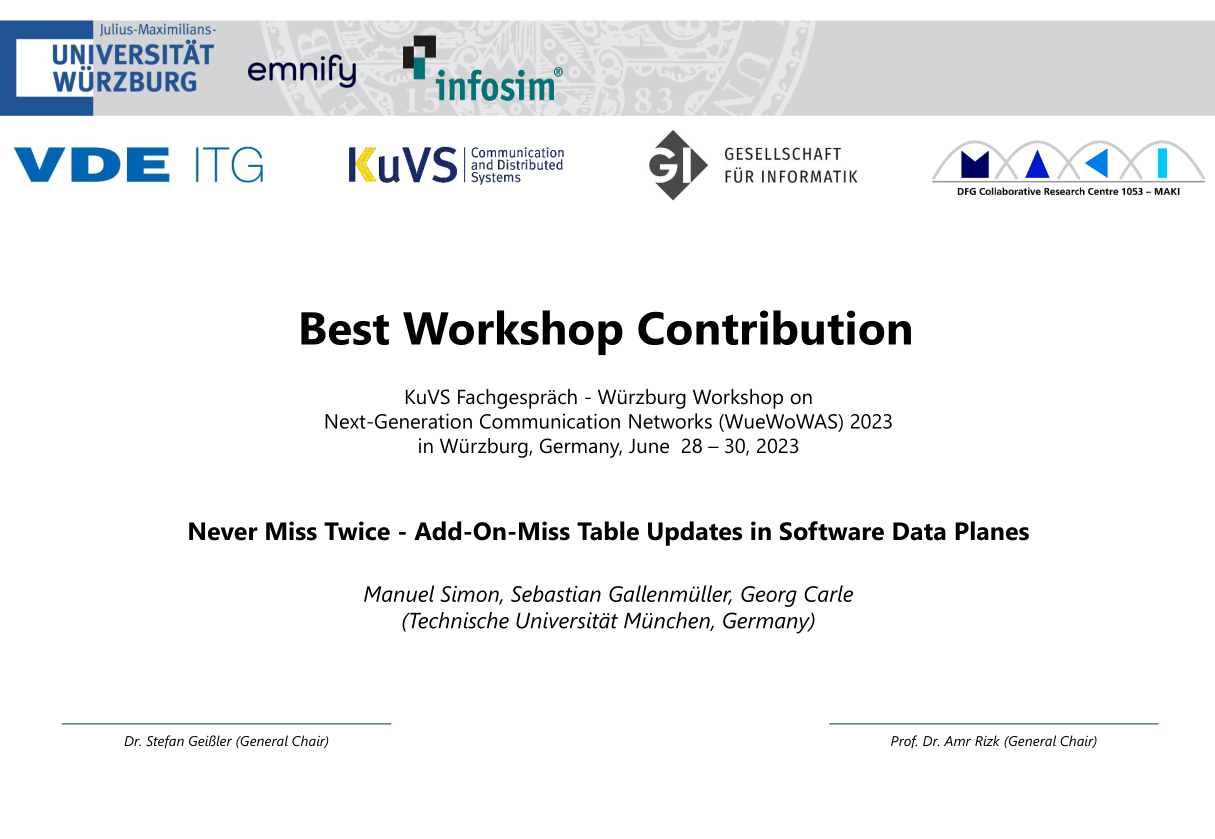 Julius-Maximilians-
UNIVERSITÄT
WÜRZBURG
emnify
infosim®
15
83
VDE ITG
KuVS
Communication
and Distributed
Systems
GI
GESELLSCHAFT
FÜR INFORMATIK
MAKI
DFG Collaborative Research Centre 1053 – MAKI
Best Workshop Contribution
KuVS Fachgespräch - Würzburg Workshop on
Next-Generation Communication Networks (WueWoWAS) 2023
in Würzburg, Germany, June 28 – 30, 2023
Never Miss Twice - Add-On-Miss Table Updates in Software Data Planes
Manuel Simon, Sebastian Gallenmüller, Georg Carle
(Technische Universität München, Germany)
Dr. Stefan Geißler (General Chair)
Prof. Dr. Amr Rizk (General Chair)